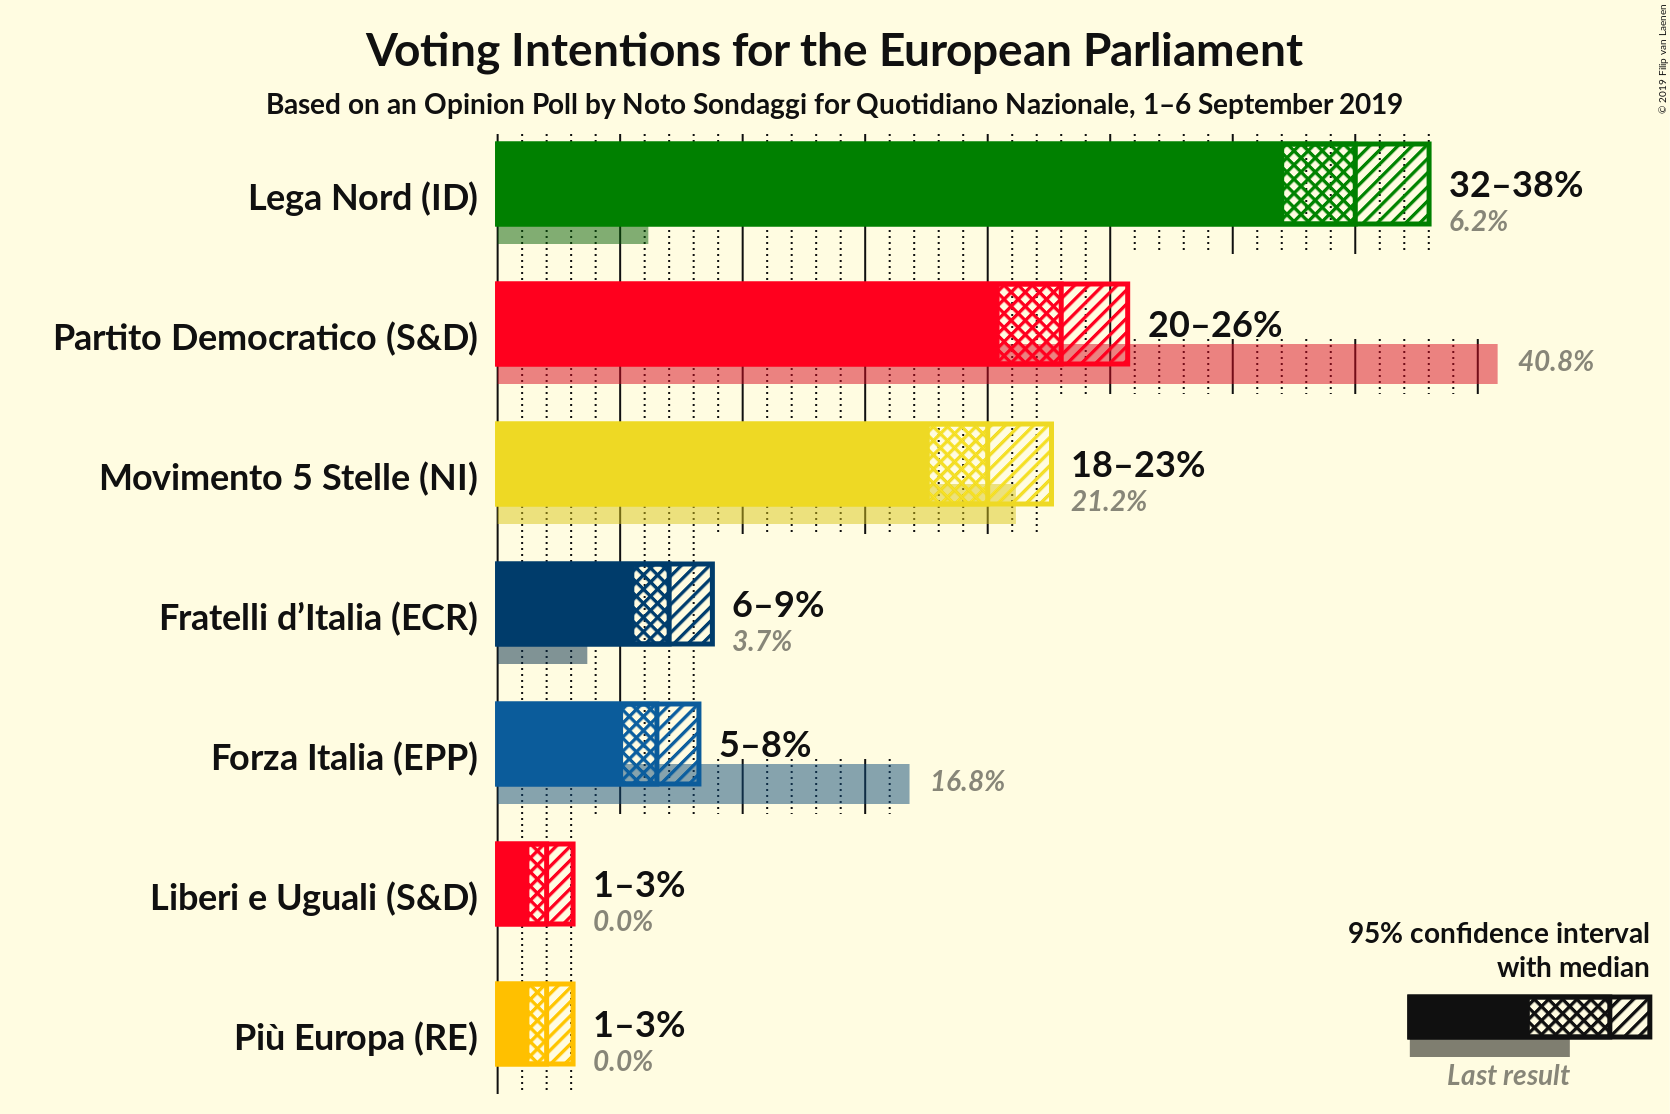 Voting Intentions for the European Parliament
Based on an Opinion Poll by Noto Sondaggi for Quotidiano Nazionale, 1–6 September 2019
© 2019 Filip van Laenen
Lega Nord (ID)
32–38%
6.2%
Partito Democratico (S&D)
20–26%
40.8%
Movimento 5 Stelle (NI)
18–23%
21.2%
Fratelli d’Italia (ECR)
6–9%
3.7%
Forza Italia (EPP)
5–8%
16.8%
Liberi e Uguali (S&D)
1–3%
0.0%
Più Europa (RE)
1–3%
0.0%
95% confidence interval
with median
Last result